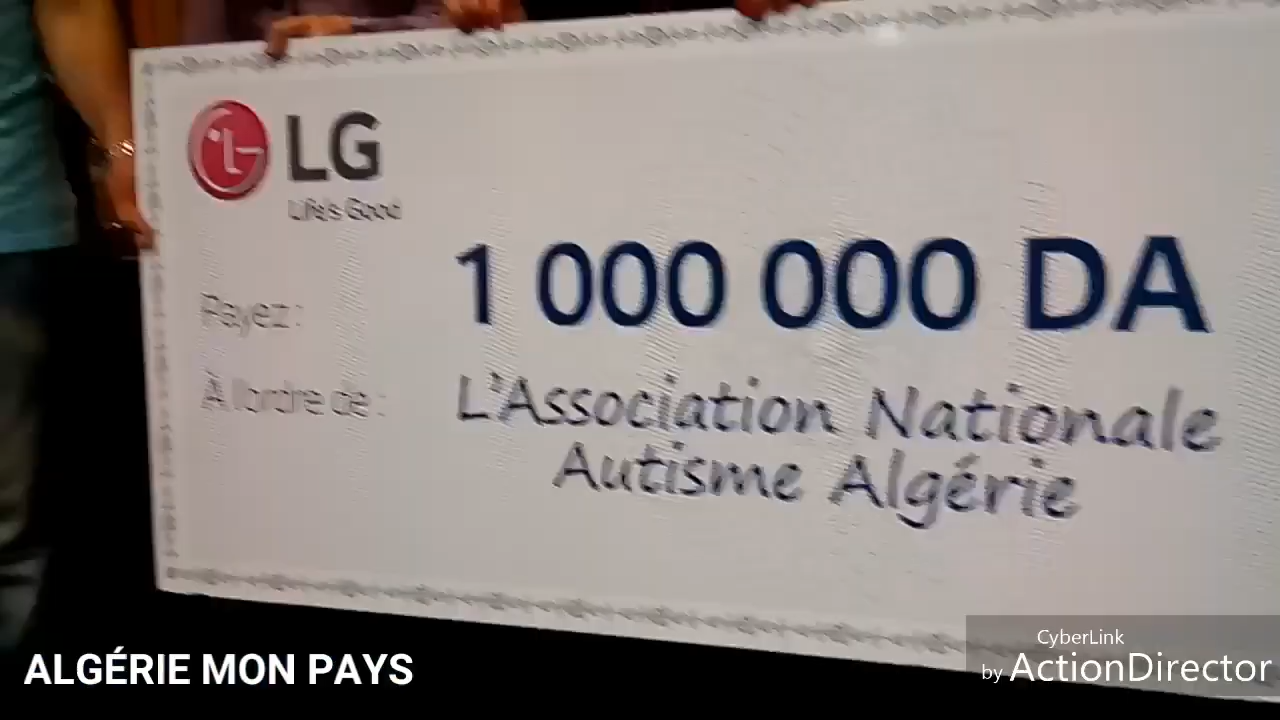 LG
Life's Good
Payez : 1 000 000 DA
À l'ordre de : L'Association Nationale
Autisme Algérie
ALGÉRIE MON PAYS
CyberLink
by ActionDirector